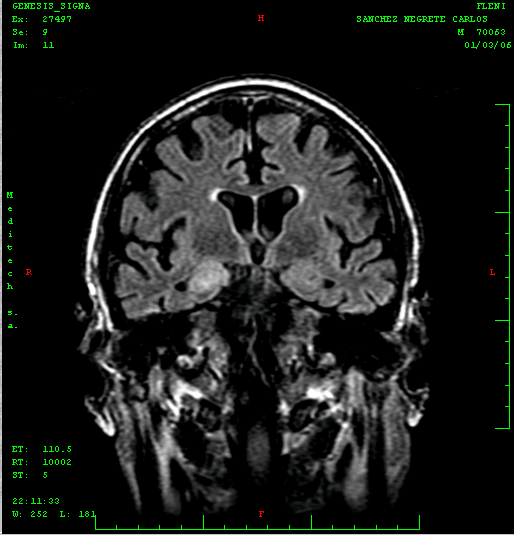 GENESIS_SIGNA
FLENI
Ex: 27497
SANCHEZ NEGRETE CARLOS
Se: 9
M 70063
Im: 11
01/03/06
H
Meditech s.a.
R
L
ET: 110.5
RT: 10002
ST: 5
22:11:33
W: 252 L: 181
F